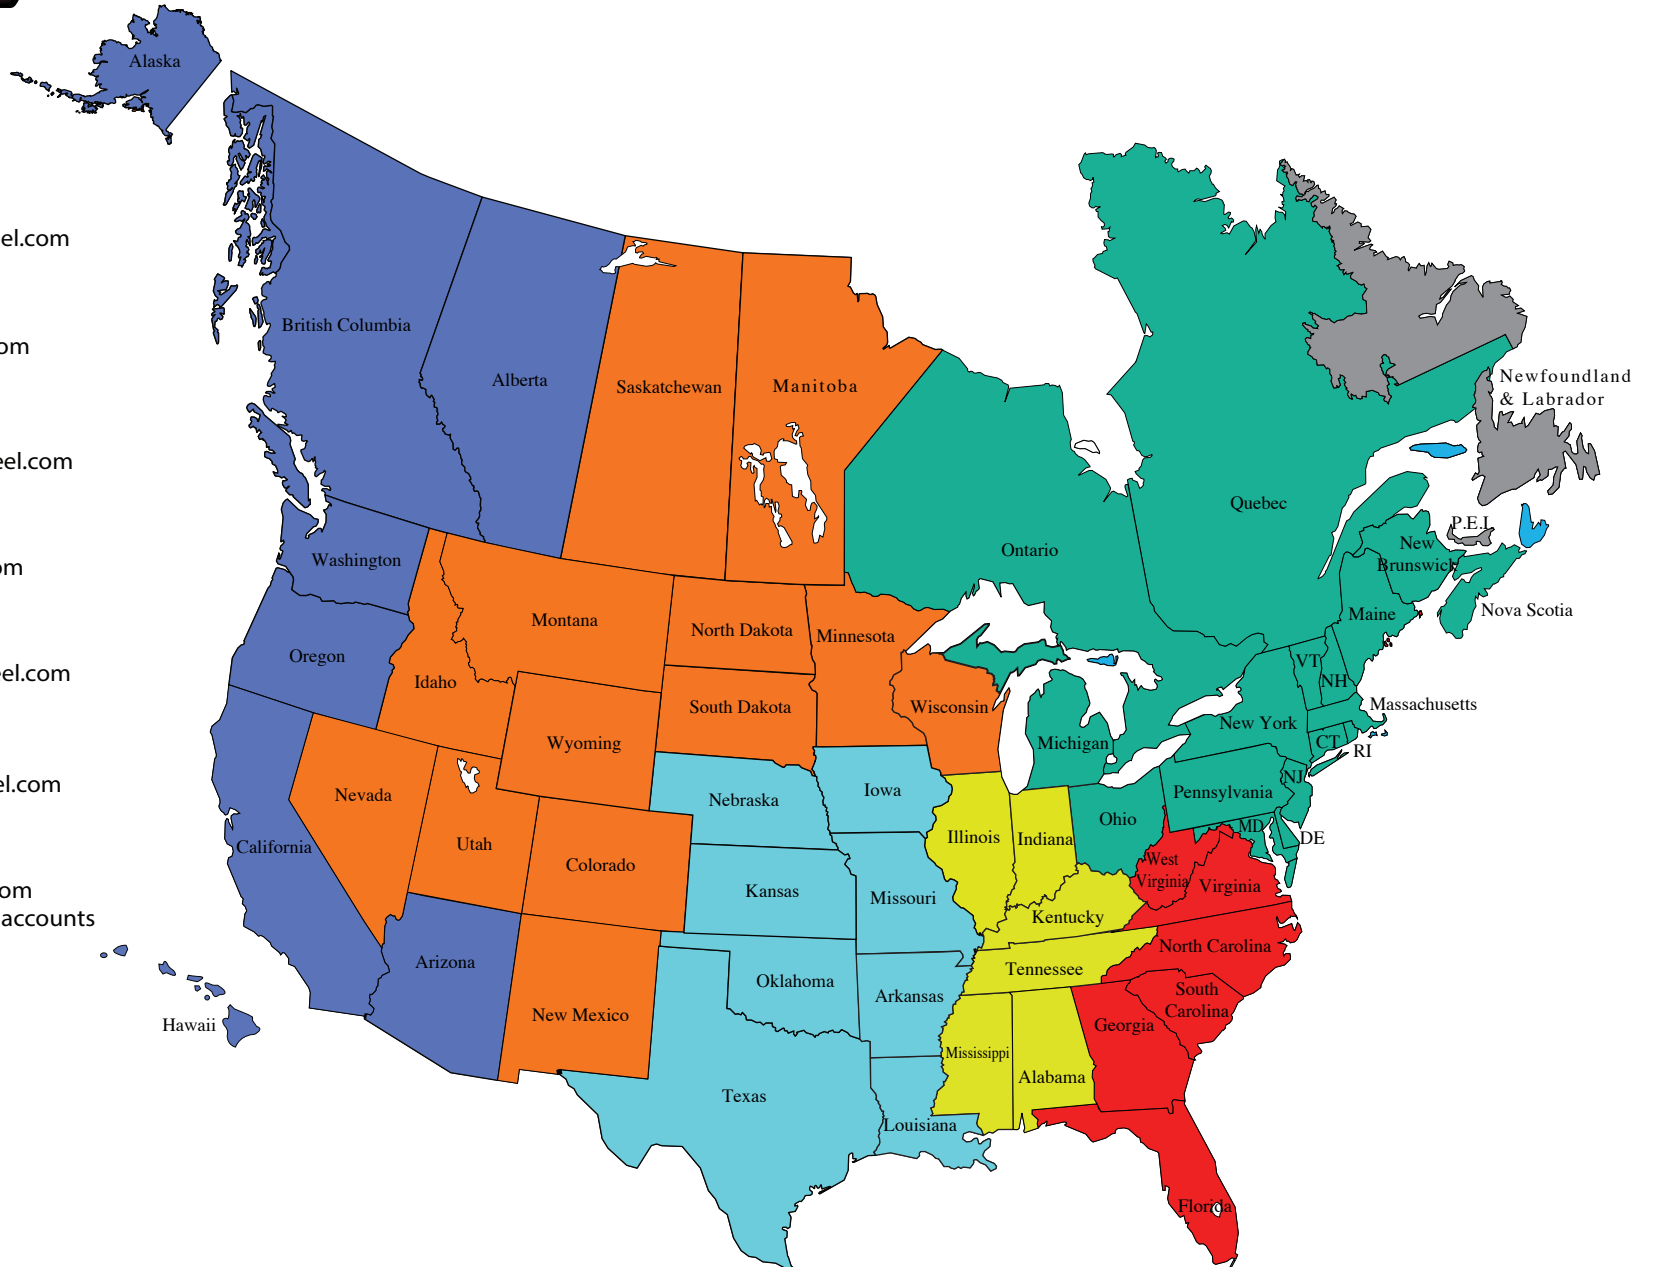 Alaska
el.com
om
eel.com
om
el.com
el.com
om
accounts
British Columbia
Alberta
Saskatchewan
Manitoba
Ontario
Quebec
Newfoundland
& Labrador
P.E.I.
New
Brunswick
Nova Scotia
Maine
VT
NH
Massachusetts
New York
CT
RI
Washington
Oregon
Idaho
Montana
North Dakota
Minnesota
South Dakota
Wisconsin
Michigan
Wyoming
Nevada
Utah
Colorado
California
Nebraska
Iowa
Illinois
Indiana
Ohio
Pennsylvania
NJ
MD
DE
West
Virginia
Virginia
Kansas
Missouri
Kentucky
North Carolina
Tennessee
South
Carolina
Arizona
New Mexico
Oklahoma
Arkansas
Georgia
Mississippi
Alabama
Hawaii
Texas
Louisiana
Florida